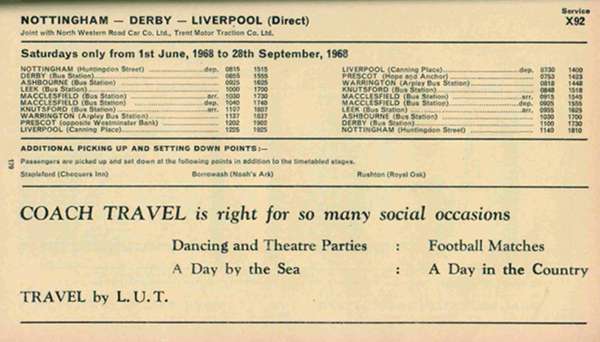 Service
NOTTINGHAM — DERBY — LIVERPOOL (Direct) X92
Joint with North Western Road Car Co. Ltd., Trent Motor Traction Co. Ltd.
Saturdays only from 1st June, 1968 to 28th September, 1968
NOTTINGHAM (Huntingdon Street) dep. 0815 1515
DERBY (Bus Station) 0855 1555
ASHBOURNE (Bus Station) 0925 1625
LEEK (Bus Station) 1000 1700
MACCLESFIELD (Bus Station) arr. 1030 1730
MACCLESFIELD (Bus Station) dep. 1040 1740
KNUTSFORD (Bus Station) 1107 1807
WARRINGTON (Arpley Bus Station) 1137 1837
PRESCOT (opposite Westminster Bank) 1202 1902
LIVERPOOL (Canning Place) 1225 1925
LIVERPOOL (Canning Place) dep. 0730 1400
PRESCOT (Hope and Anchor) 0753 1423
WARRINGTON (Arpley Bus Station) 0818 1448
KNUTSFORD (Bus Station) 0848 1518
MACCLESFIELD (Bus Station) arr. 0915 1545
MACCLESFIELD (Bus Station) dep. 0925 1555
LEEK (Bus Station) 0955 1625
ASHBOURNE (Bus Station) 1030 1700
DERBY (Bus Station) 1100 1730
NOTTINGHAM (Huntingdon Street) 1140 1810
ADDITIONAL PICKING UP AND SETTING DOWN POINTS:—
Passengers are picked up and set down at the following points in addition to the timetabled stages.
Stapleford (Chequers Inn) Borrowash (Noah's Ark) Rushton (Royal Oak)
179
COACH TRAVEL is right for so many social occasions
Dancing and Theatre Parties : Football Matches
A Day by the Sea : A Day in the Country
TRAVEL by L.U.T.